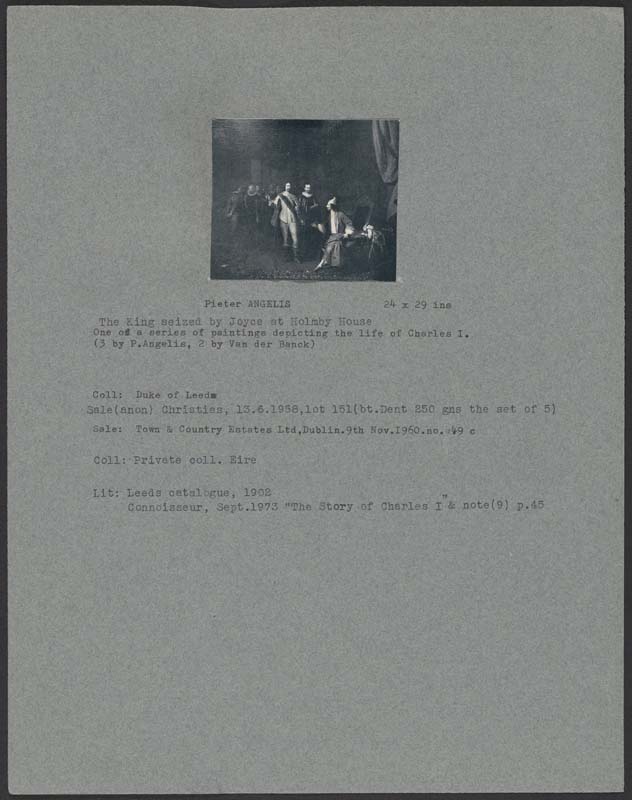 Pieter ANGELIS 24 x 29 ins
The King seized by Joyce at Holmby House
One of a series of paintings depicting the life of Charles I.
(3 by P.Angelis, 2 by Van der Banck)
Coll: Duke of Leeds
Sale(anon) Christies, 13.6.1958,lot 151(bt.Dent 250 gns the set of 5)
Sale: Town & Country Estates Ltd,Dublin.9th Nov.1960.no. 49 c
Coll: Private coll. Eire
Lit: Leeds catalogue, 1902
Connoisseur, Sept.1973 "The Story of Charles I" & note(9) p.45